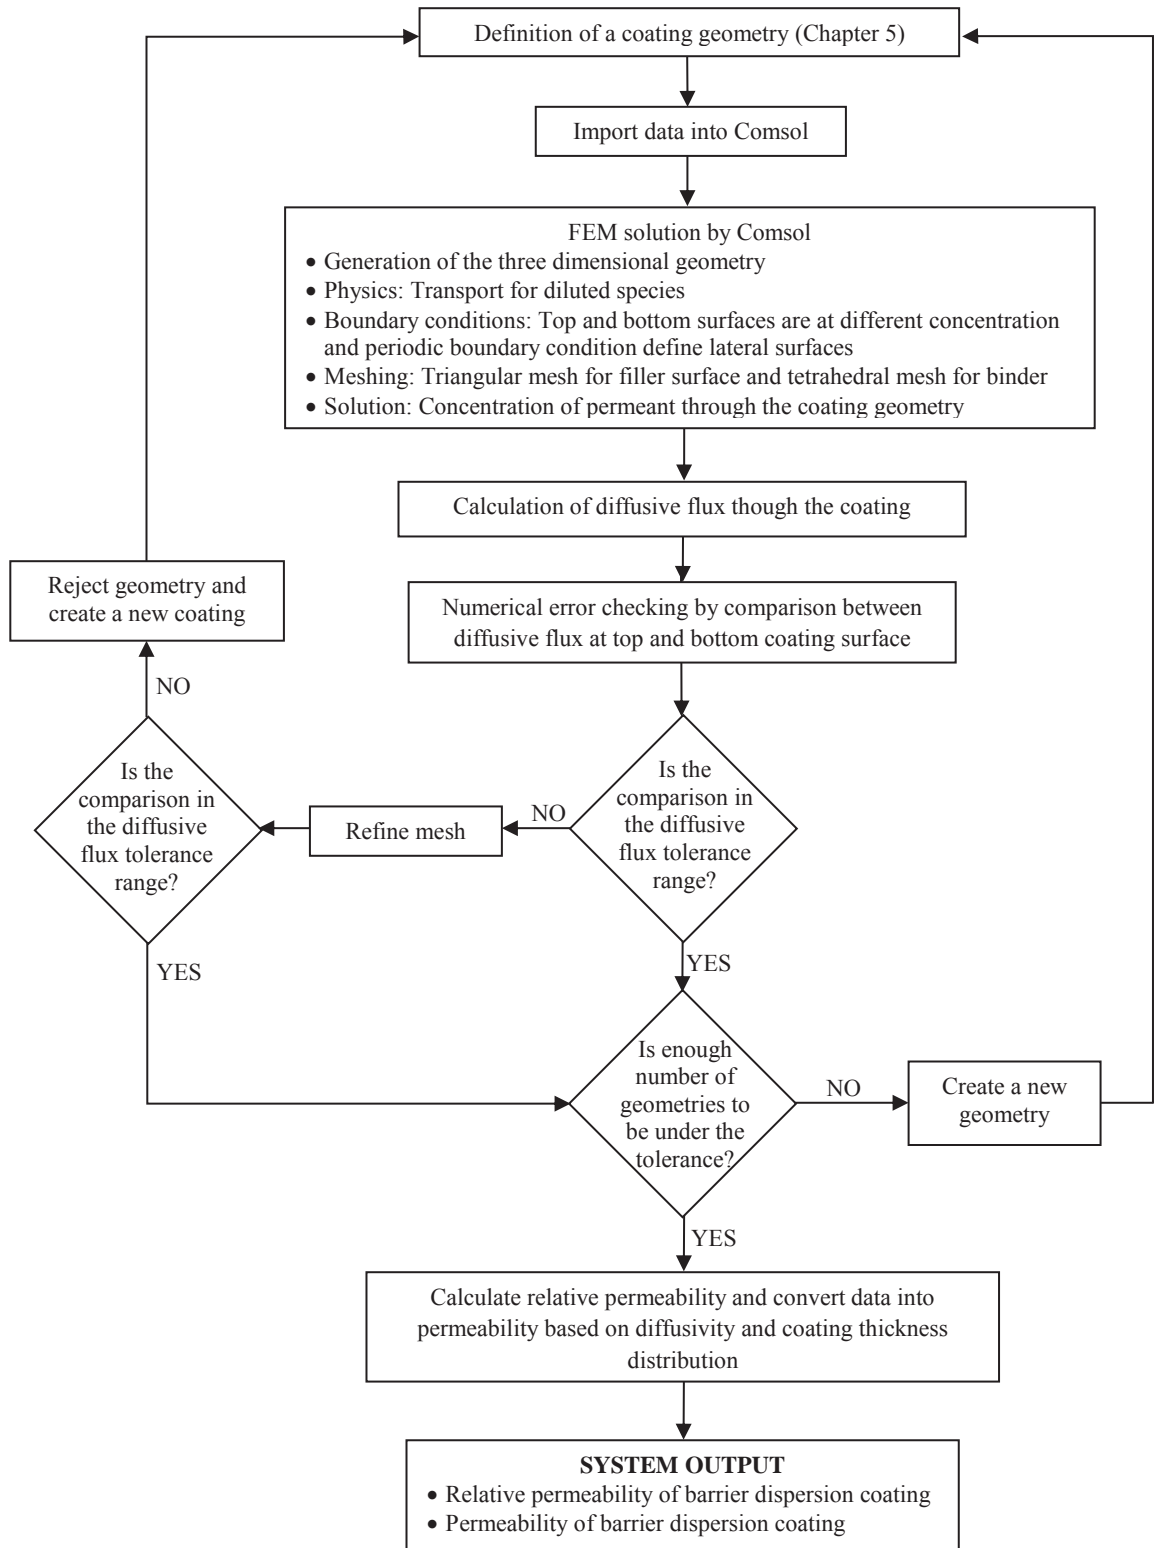 Definition of a coating geometry (Chapter 5)
Import data into Comsol
FEM solution by Comsol
• Generation of the three dimensional geometry
• Physics: Transport for diluted species
• Boundary conditions: Top and bottom surfaces are at different concentration
and periodic boundary condition define lateral surfaces
• Meshing: Triangular mesh for filler surface and tetrahedral mesh for binder
• Solution: Concentration of permeant through the coating geometry
Calculation of diffusive flux though the coating
Reject geometry and
create a new coating
Numerical error checking by comparison between
diffusive flux at top and bottom coating surface
NO
Is the
comparison in
the diffusive
flux tolerance
range?
Refine mesh
NO
Is the
comparison in
the diffusive
flux tolerance
range?
YES
YES
Is enough
number of
geometries to
be under the
tolerance?
NO
Create a new
geometry
YES
Calculate relative permeability and convert data into
permeability based on diffusivity and coating thickness
distribution
SYSTEM OUTPUT
• Relative permeability of barrier dispersion coating
• Permeability of barrier dispersion coating